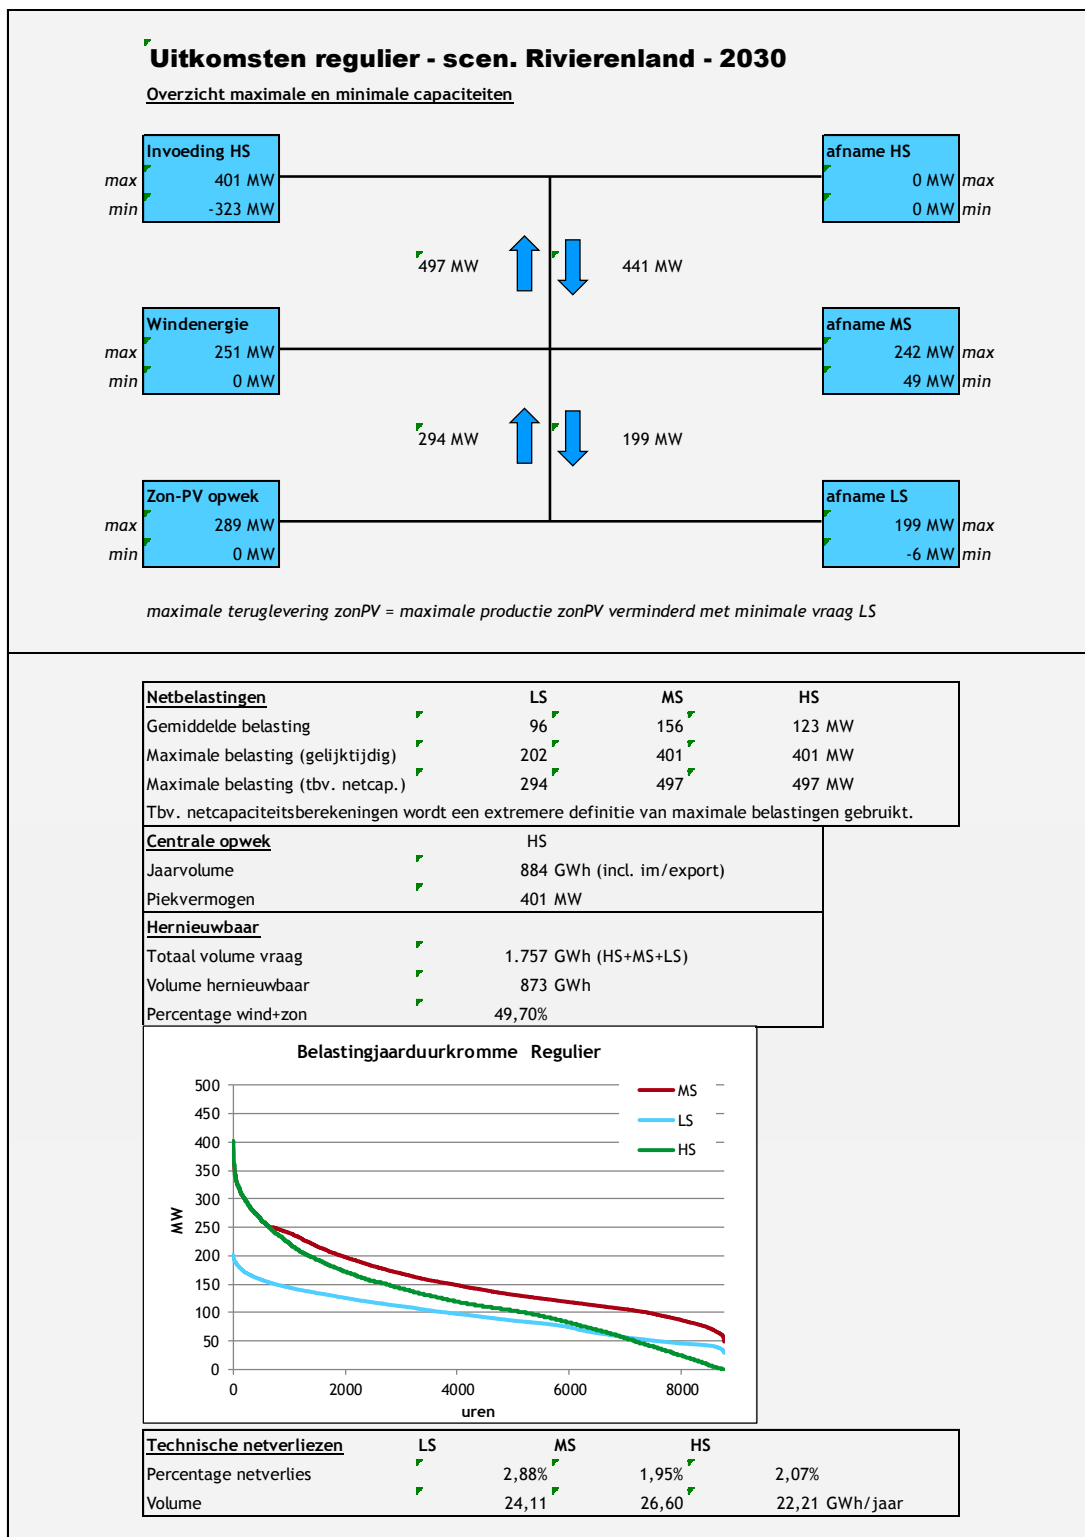 Uitkomsten regulier - scen. Rivierenland - 2030
Overzicht maximale en minimale capaciteiten
Invoeding HS afname HS
max 401 MW 0 MW max
min -323 MW 0 MW min
497 MW 441 MW
Windenergie afname MS
max 251 MW 242 MW max
min 0 MW 49 MW min
294 MW 199 MW
Zon-PV opwek afname LS
max 289 MW 199 MW max
min 0 MW -6 MW min
maximale teruglevering zonPV = maximale productie zonPV verminderd met minimale vraag LS
Netbelastingen LS MS HS
Gemiddelde belasting 96 156 123 MW
Maximale belasting (gelijktijdig) 202 401 401 MW
Maximale belasting (tbv. netcap.) 294 497 497 MW
Tbv. netcapaciteitsberekeningen wordt een extremere definitie van maximale belastingen gebruikt.
Centrale opwek HS
Jaarvolume 884 GWh (incl. im/export)
Piekvermogen 401 MW
Hernieuwbaar
Totaal volume vraag 1.757 GWh (HS+MS+LS)
Volume hernieuwbaar 873 GWh
Percentage wind+zon 49,70%
Belastingjaarduurkromme Regulier
500
450
400
350
300
250
200
150
100
50
0
MW
MS
LS
HS
0 2000 4000 6000 8000
uren
Technische netverliezen LS MS HS
Percentage netverlies 2,88% 1,95% 2,07%
Volume 24,11 26,60 22,21 GWh/jaar